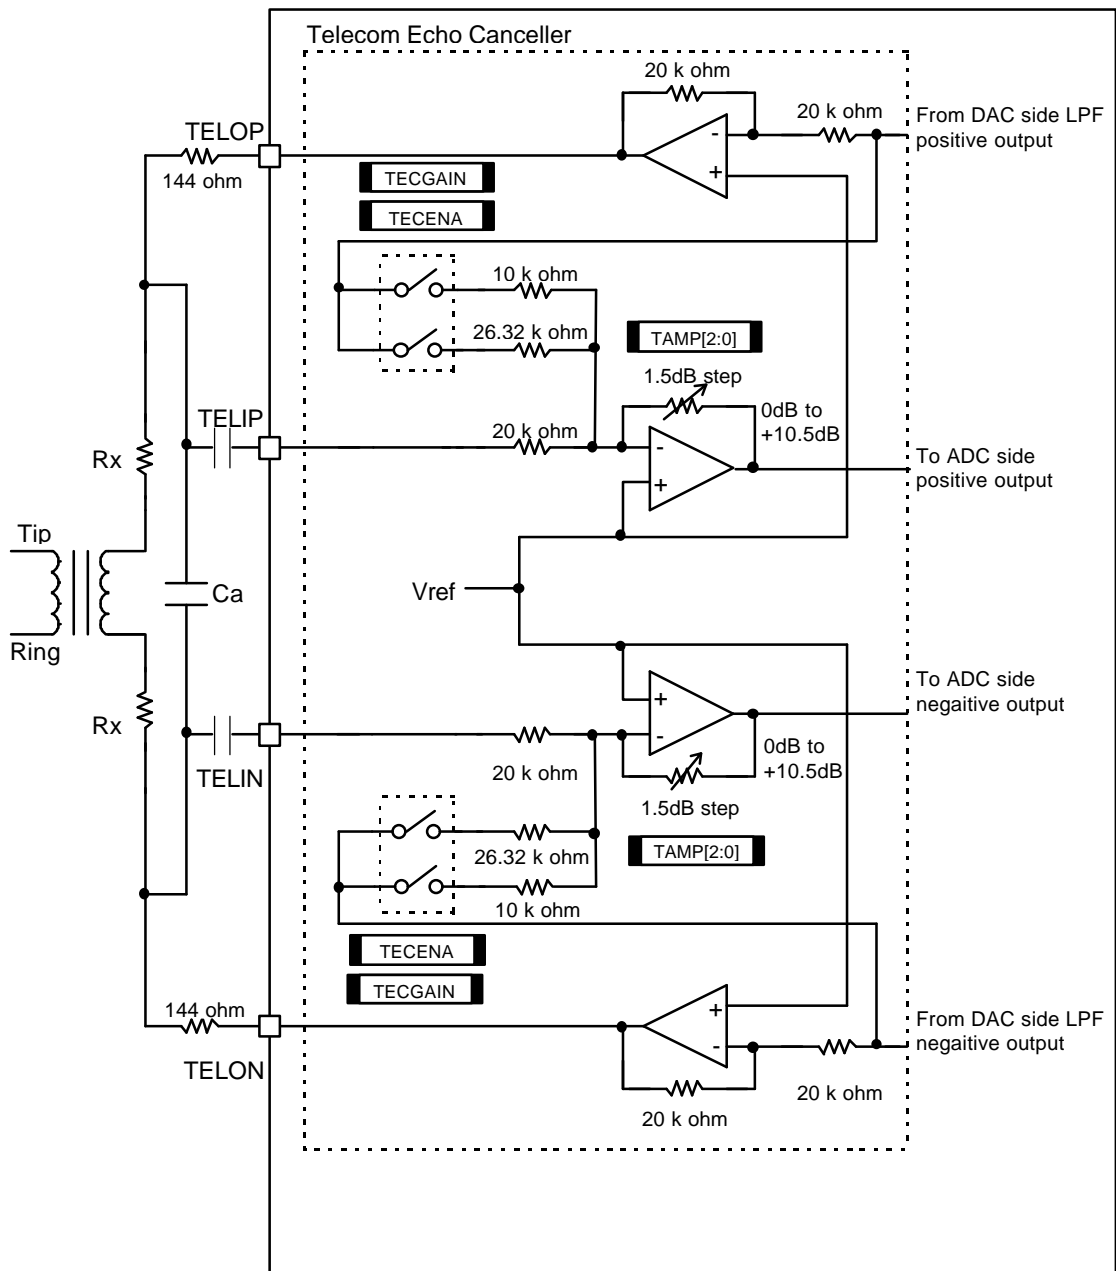 Telecom Echo Canceller
20 k ohm
20 k ohm
From DAC side LPF
positive output
TELOP
144 ohm
-
+
TECGAIN
TECENA
10 k ohm
26.32 k ohm
TAMP[2:0]
1.5dB step
0dB to
+10.5dB
TELIP
20 k ohm
-
+
To ADC side
positive output
Rx
Tip
Ring
Ca
Vref
Rx
TELIN
20 k ohm
+
-
To ADC side
negaitive output
0dB to
+10.5dB
1.5dB step
TAMP[2:0]
26.32 k ohm
10 k ohm
TECENA
TECGAIN
144 ohm
TELON
+
-
From DAC side LPF
negaitive output
20 k ohm
20 k ohm